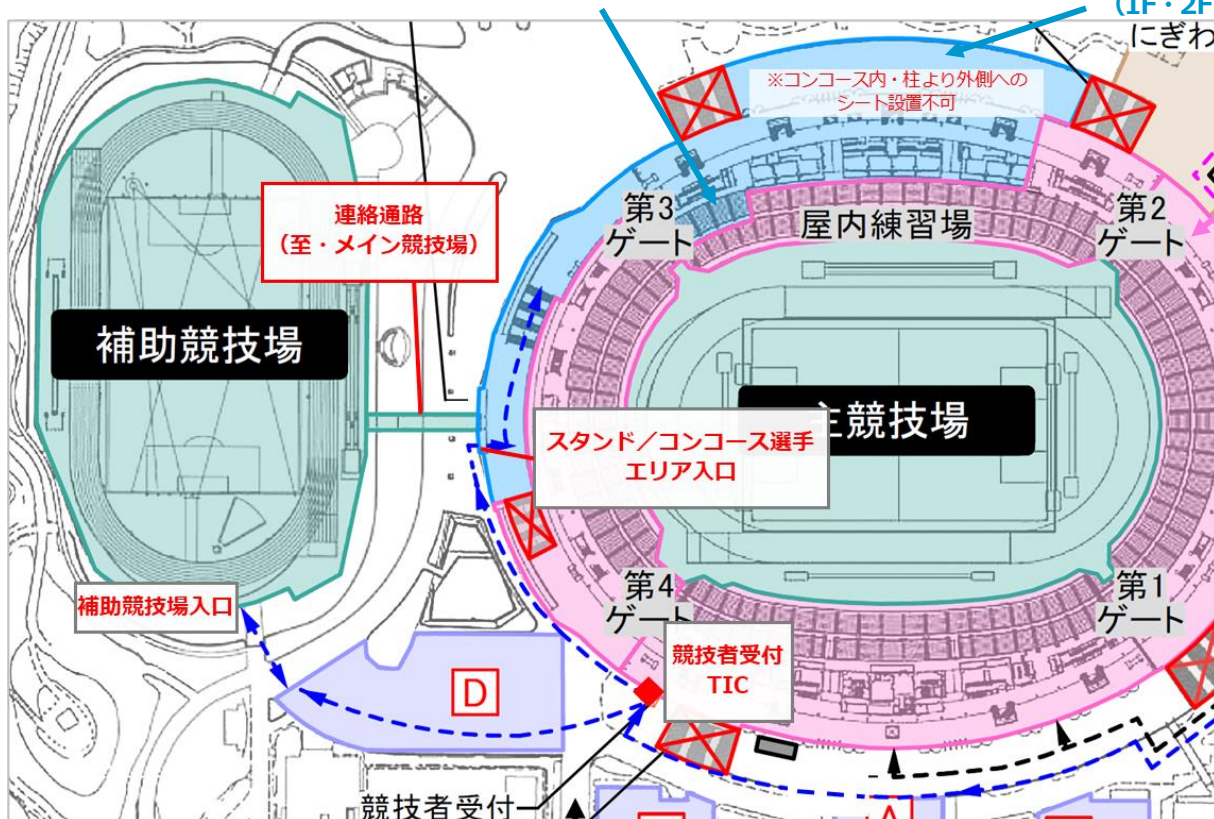 (1F・2F
にぎわ
※コンコース内・柱より外側への
シート設置不可
第3
ゲート
屋内練習場
第2
ゲート
連絡通路
(至・メイン競技場)
補助競技場
主競技場
スタンド/コンコース選手
エリア入口
補助競技場入口
第4
ゲート
第1
ゲート
競技者受付
TIC
D
競技者受付
A